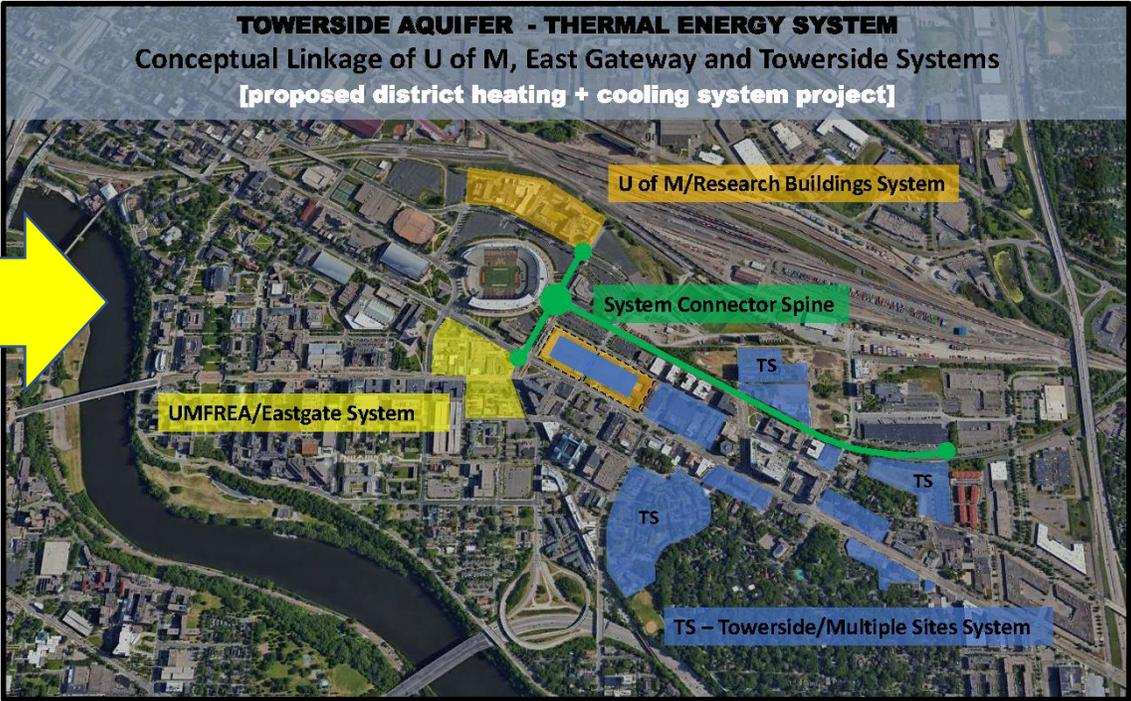 TOWERSIDE AQUIFER - THERMAL ENERGY SYSTEM
Conceptual Linkage of U of M, East Gateway and Towerside Systems
[proposed district heating + cooling system project]
U of M/Research Buildings System
System Connector Spine
TS
UMFREA/Eastgate System
TS
TS
TS – Towerside/Multiple Sites System